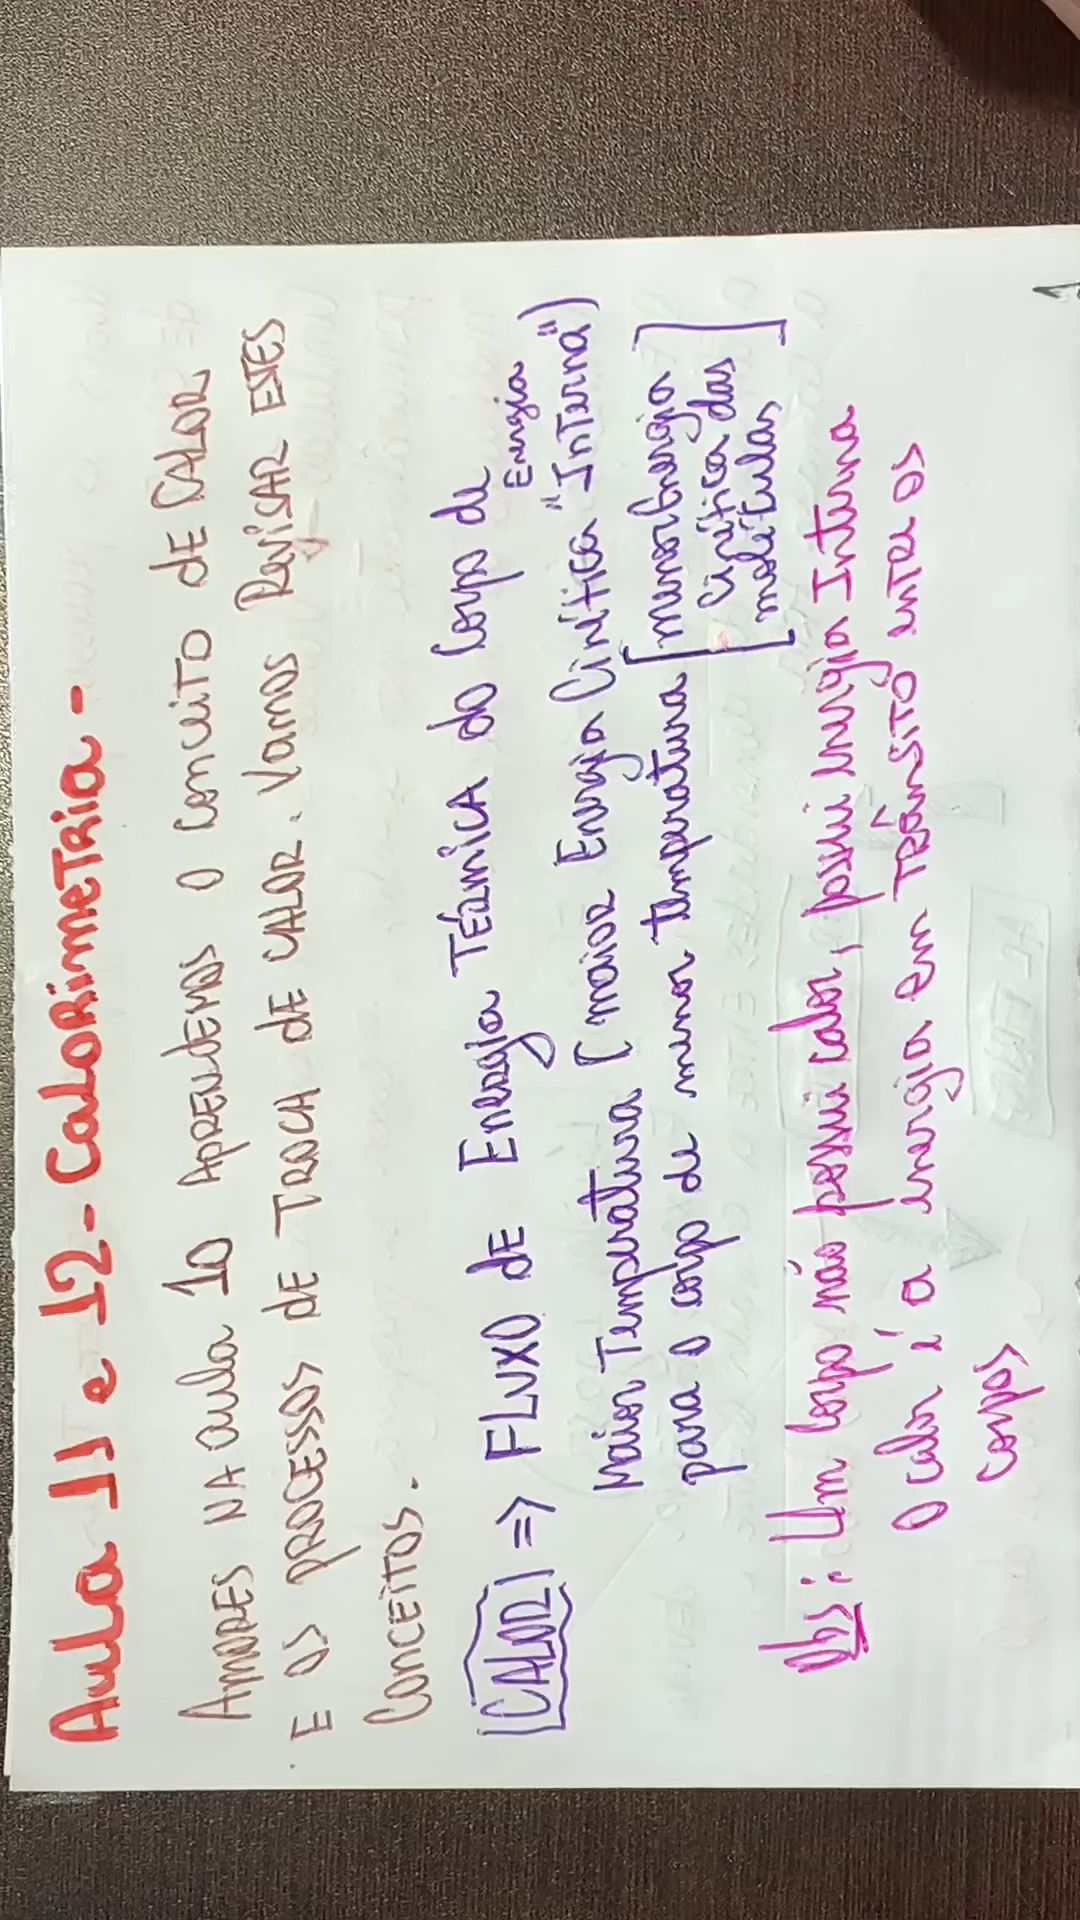 Aula 11 e 12 - CaLORimeTRia -
AMORES NA aula 10 APRENDEMOS O CONCEITO DE CALOR
E OS PROCESSOS DE TROCA DE CALOR. Vamos REVISAR ESTES
CONCEITOS.
CALOR => FLUXO DE Energia TÉRMICA do Corpo de
Maior Temperatura (maior Energia Cinética "Energia InTerna")
para o corpo de menor temperatura [menor Energia
Cinética das
moléculas]
Obs: Um corpo não possui calor, possui energia Interna
O calor é a energia em TRÂNSITO entre os
corpos
1